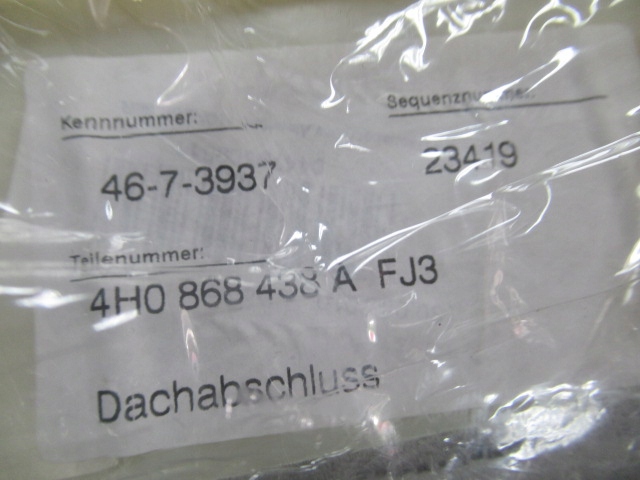 Kennnummer:
Sequenznummer:
46-7-3937
23419
Teilenummer:
4H0 868 438 A FJ3
Dachabschluss